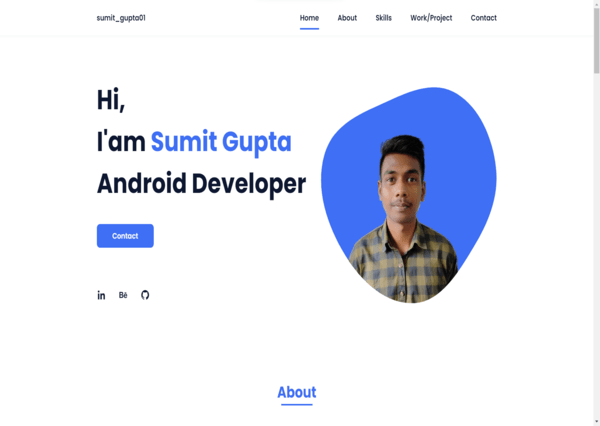 sumit_gupta01
Home About Skills Work/Project Contact
Hi,
I'am Sumit Gupta
Android Developer
Contact
in Bē
About